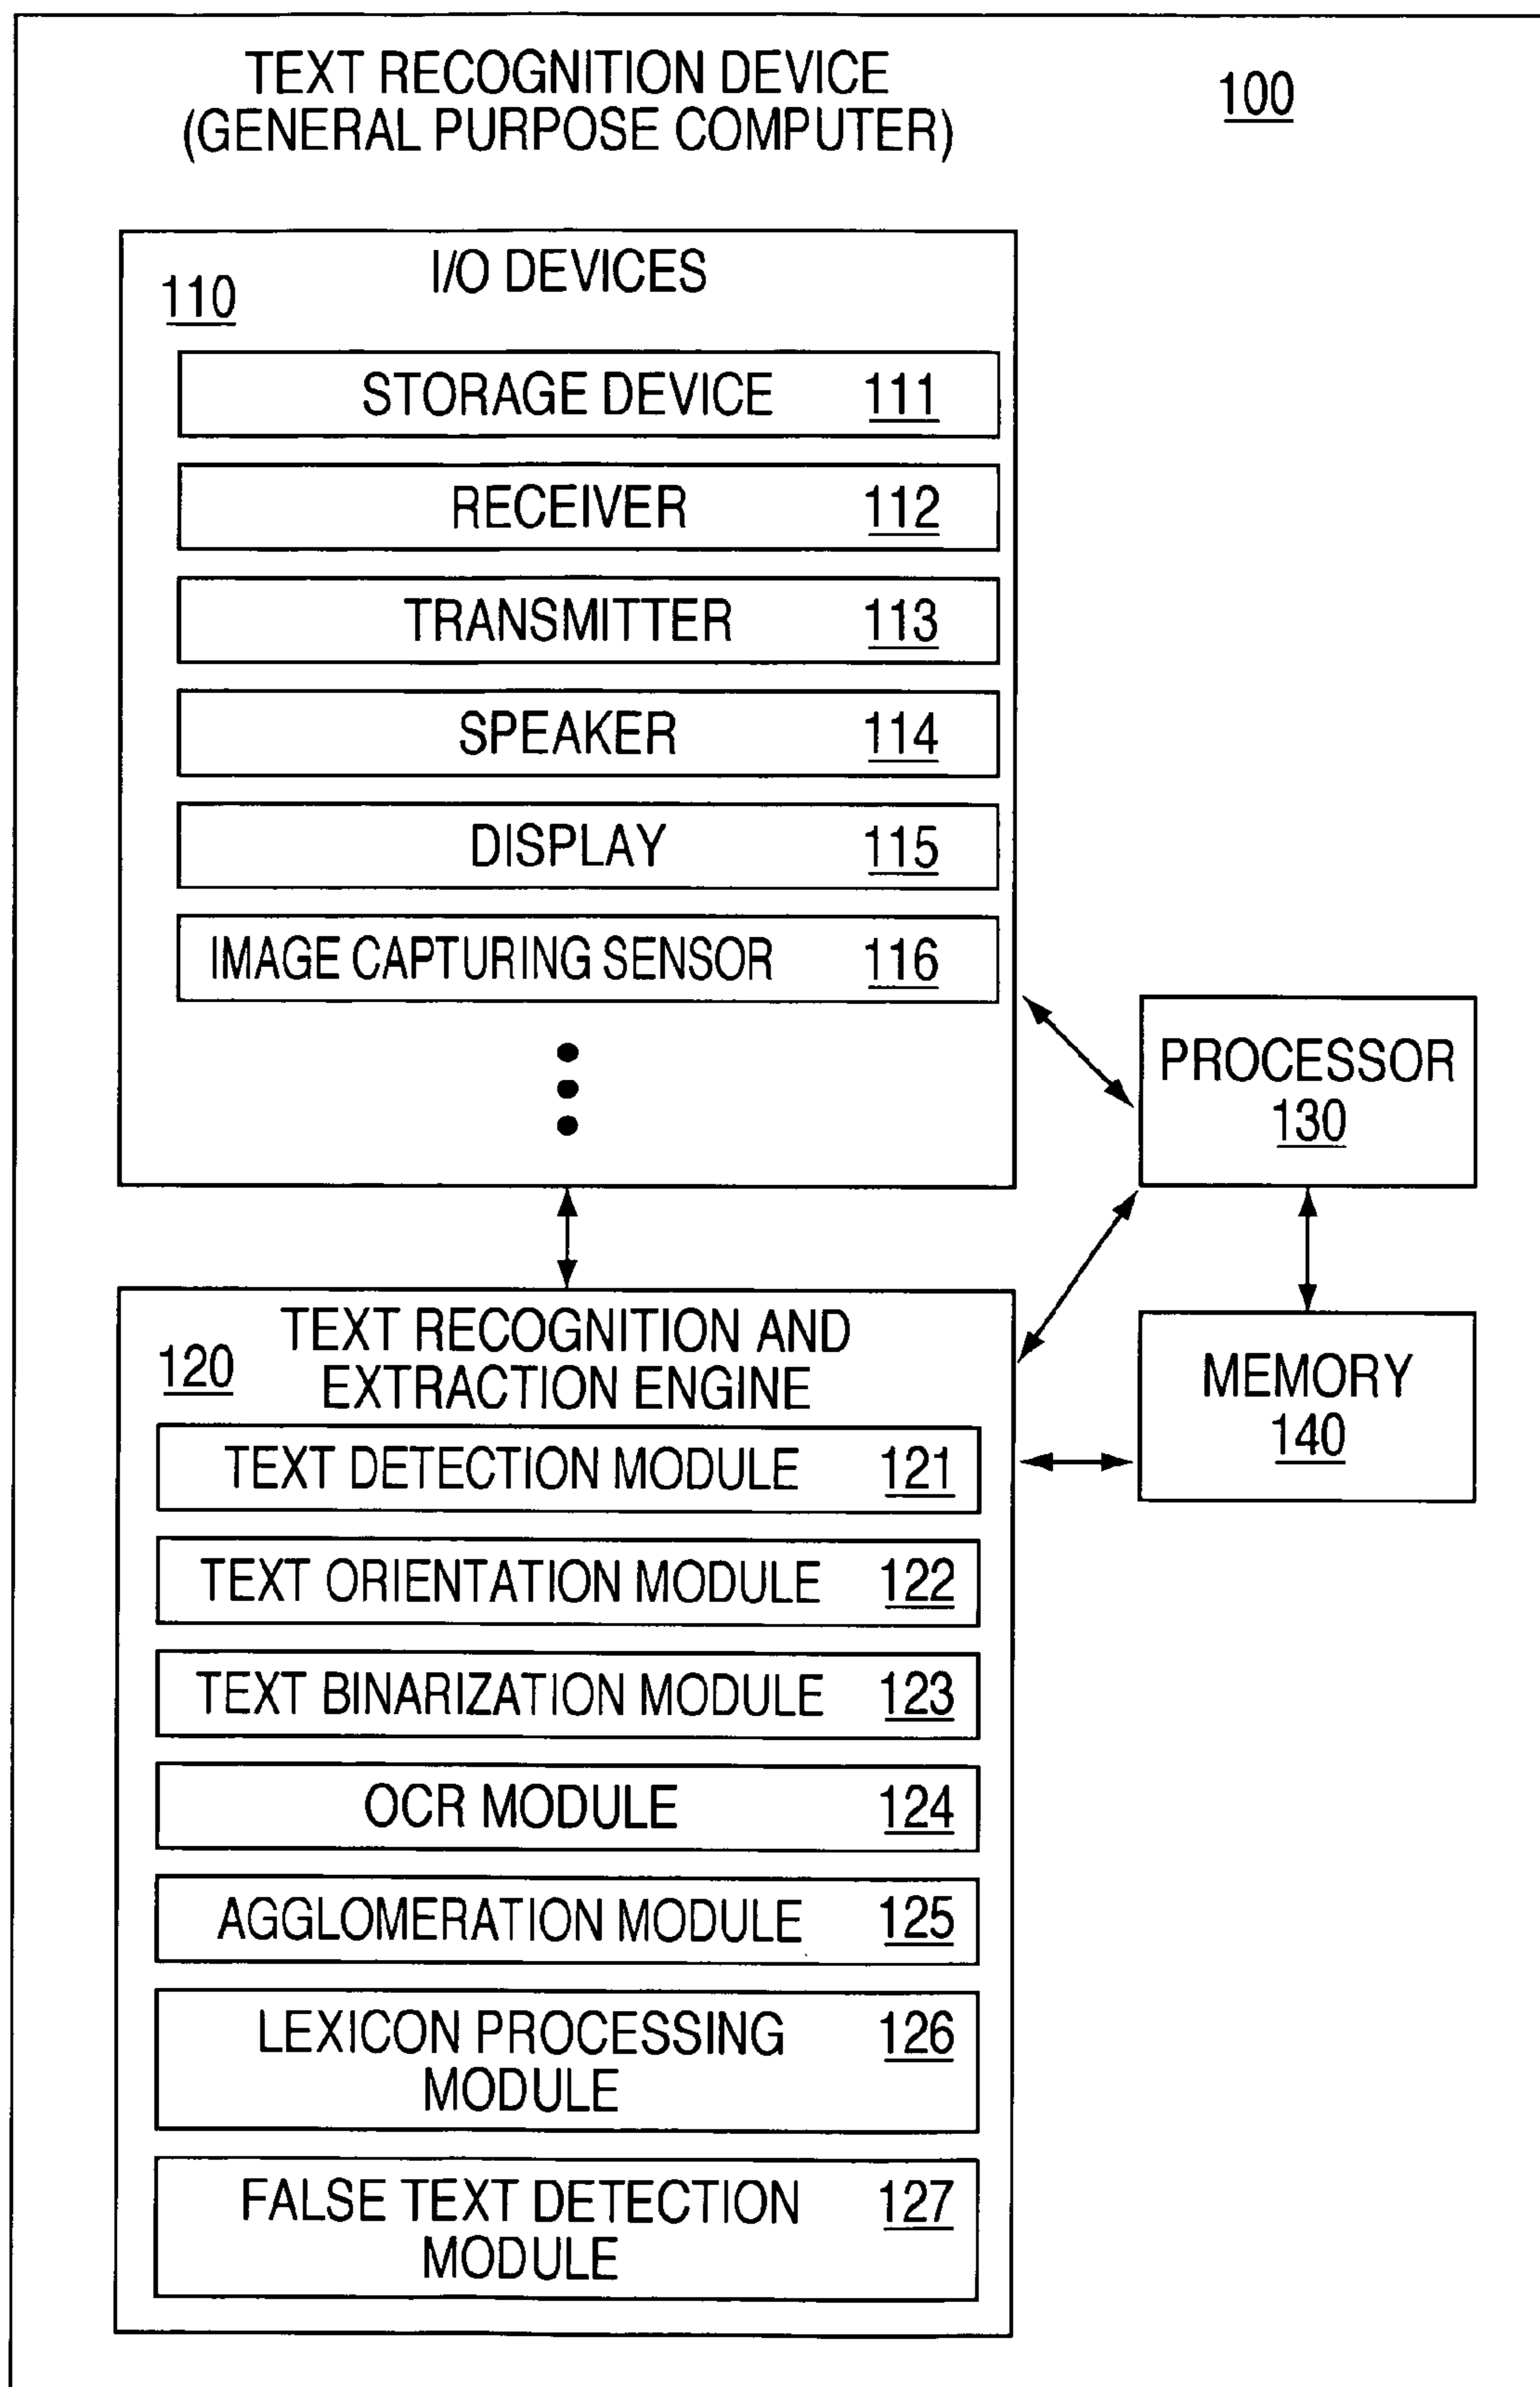 TEXT RECOGNITION DEVICE
(GENERAL PURPOSE COMPUTER)
100
I/O DEVICES
110
STORAGE DEVICE 111
RECEIVER 112
TRANSMITTER 113
SPEAKER 114
DISPLAY 115
IMAGE CAPTURING SENSOR 116
PROCESSOR
130
TEXT RECOGNITION AND
EXTRACTION ENGINE
120
MEMORY
140
TEXT DETECTION MODULE 121
TEXT ORIENTATION MODULE 122
TEXT BINARIZATION MODULE 123
OCR MODULE 124
AGGLOMERATION MODULE 125
LEXICON PROCESSING 126
MODULE
FALSE TEXT DETECTION 127
MODULE